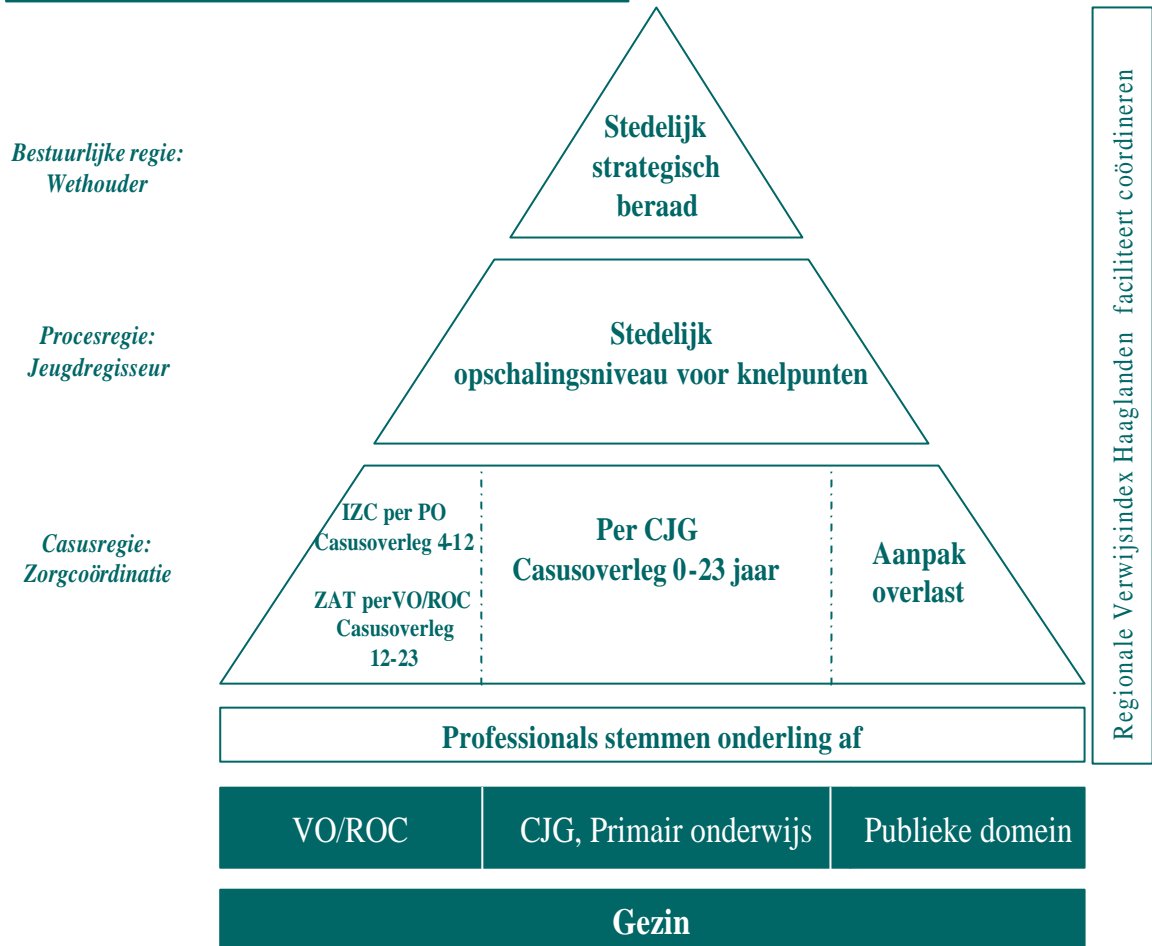 Bestuurlijke regie:
Wethouder
Stedelijk
strategisch
beraad
Procesregie:
Jeugdregisseur
Stedelijk
opschalingsniveau voor knelpunten
Casusregie:
Zorgcoördinatie
IZC per PO
Casusoverleg 4-12
ZAT perVO/ROC
Casusoverleg
12-23
Per CJG
Casusoverleg 0-23 jaar
Aanpak
overlast
Professionals stemmen onderling af
VO/ROC
CJG, Primair onderwijs
Publieke domein
Gezin
Regionale Verwijsindex Haaglanden faciliteert coördineren